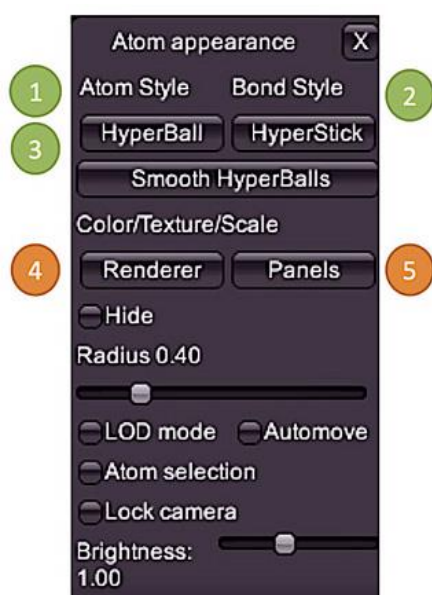 Atom appearance X
1 Atom Style Bond Style 2
3 HyperBall HyperStick
Smooth HyperBalls
Color/Texture/Scale
4 Renderer Panels 5
Hide
Radius 0.40
LOD mode Automove
Atom selection
Lock camera
Brightness:
1.00